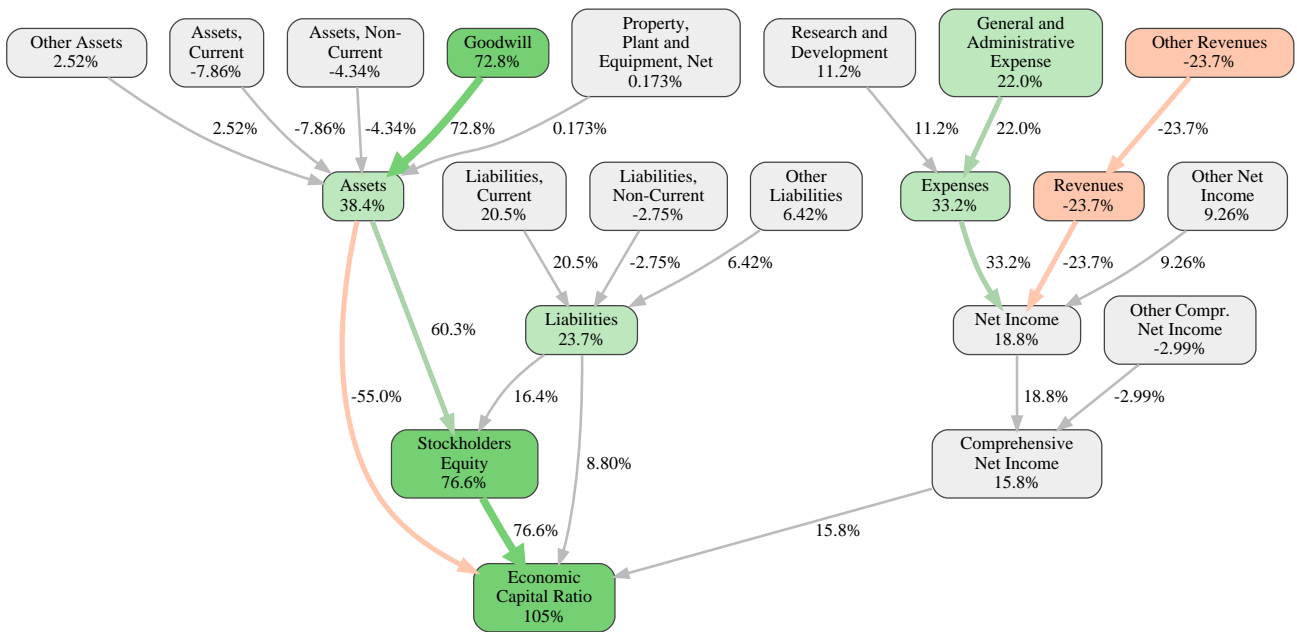 Other Assets
2.52%
Assets,
Current
-7.86%
Assets, Non-
Current
-4.34%
Goodwill
72.8%
Property,
Plant and
Equipment, Net
0.173%
Research and
Development
11.2%
General and
Administrative
Expense
22.0%
Other Revenues
-23.7%
2.52%
-7.86%
-4.34%
72.8%
0.173%
11.2%
22.0%
-23.7%
Assets
38.4%
Liabilities,
Current
20.5%
Liabilities,
Non-Current
-2.75%
Other
Liabilities
6.42%
Expenses
33.2%
Revenues
-23.7%
Other Net
Income
9.26%
20.5%
-2.75%
6.42%
33.2%
-23.7%
9.26%
60.3%
Liabilities
23.7%
Net Income
18.8%
Other Compr.
Net Income
-2.99%
-55.0%
16.4%
18.8%
-2.99%
Stockholders
Equity
76.6%
8.80%
Comprehensive
Net Income
15.8%
76.6%
15.8%
Economic
Capital Ratio
105%